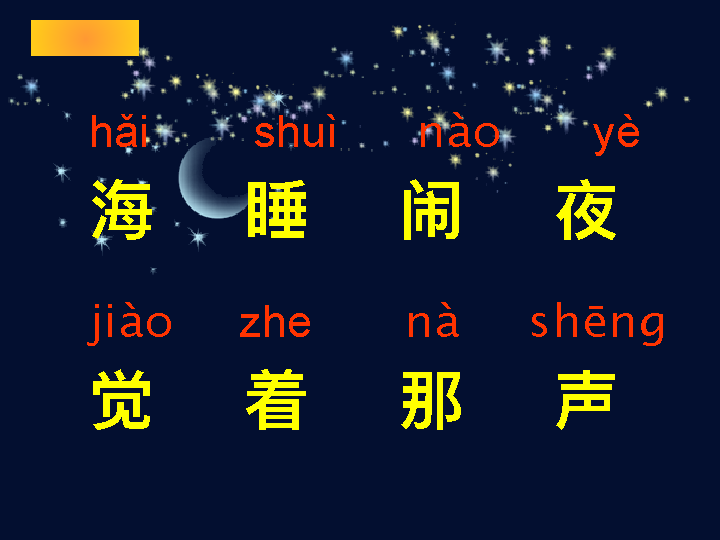 hǎi shuì nào yè
海 睡 闹 夜
jiào zhe nà shēng
觉 着 那 声